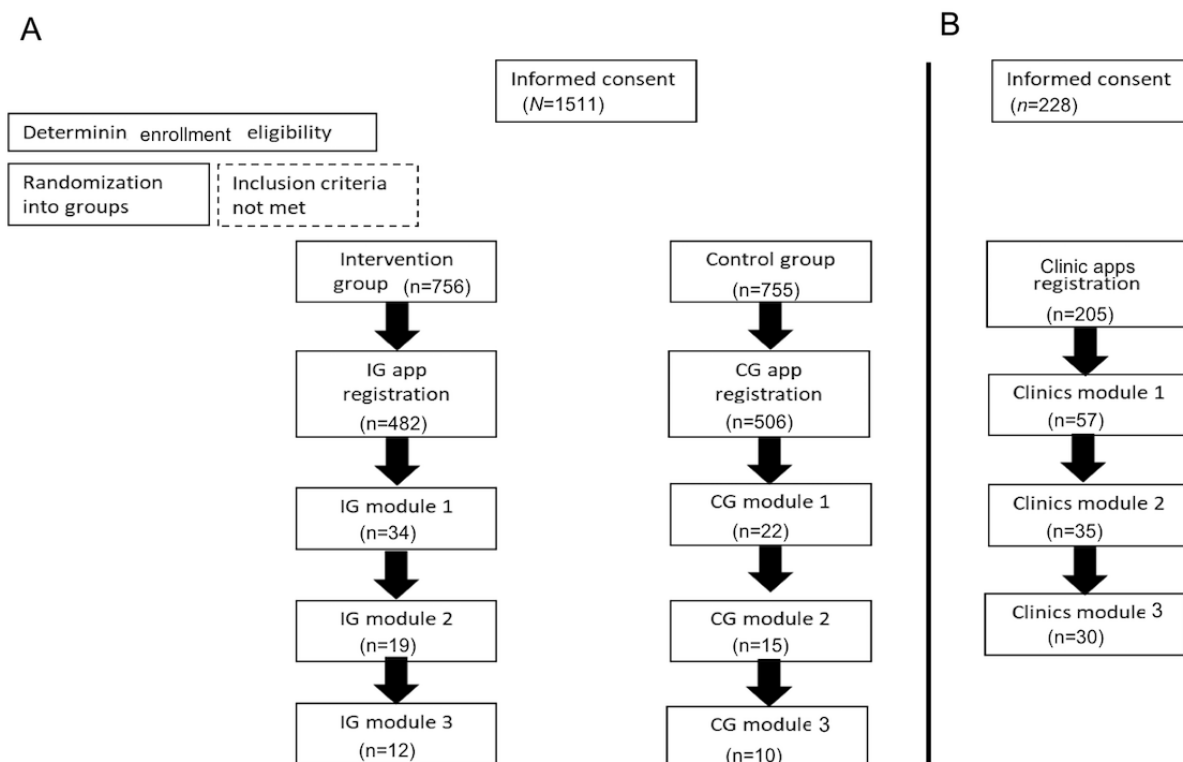 A
Informed consent
(N=1511)
Determinin enrollment eligibility
Randomization
into groups
Inclusion criteria
not met
Intervention
group (n=756)
IG app
registration
(n=482)
IG module 1
(n=34)
IG module 2
(n=19)
IG module 3
(n=12)
Control group
(n=755)
CG app
registration
(n=506)
CG module 1
(n=22)
CG module 2
(n=15)
CG module 3
(n=10)
B
Informed consent
(n=228)
Clinic apps
registration
(n=205)
Clinics module 1
(n=57)
Clinics module 2
(n=35)
Clinics module 3
(n=30)